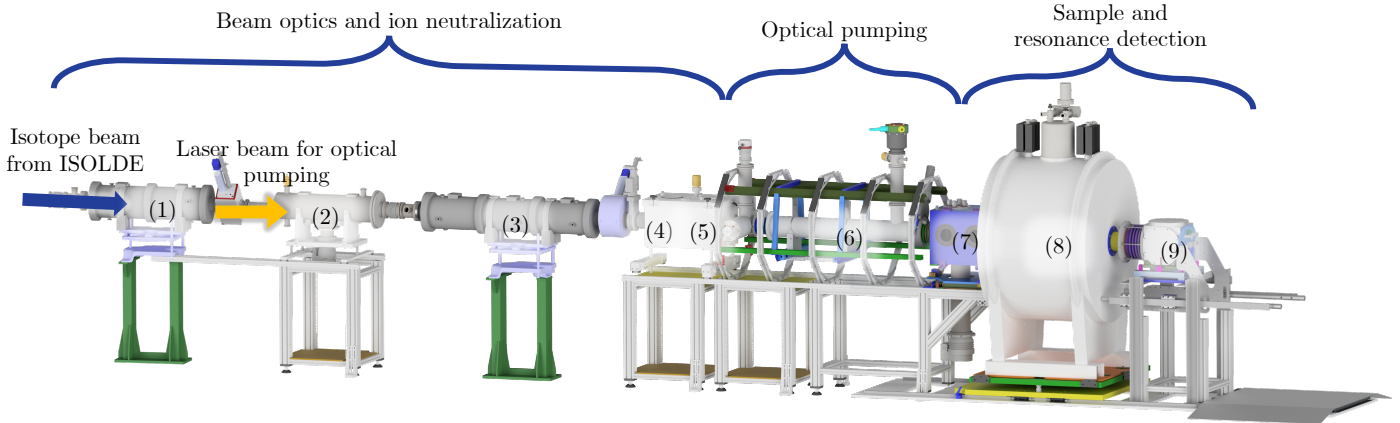 Beam optics and ion neutralization
Optical pumping
Sample and
resonance detection
Isotope beam
from ISOLDE
Laser beam for optical
pumping
(1)
(2)
(3)
(4)
(5)
(6)
(7)
(8)
(9)